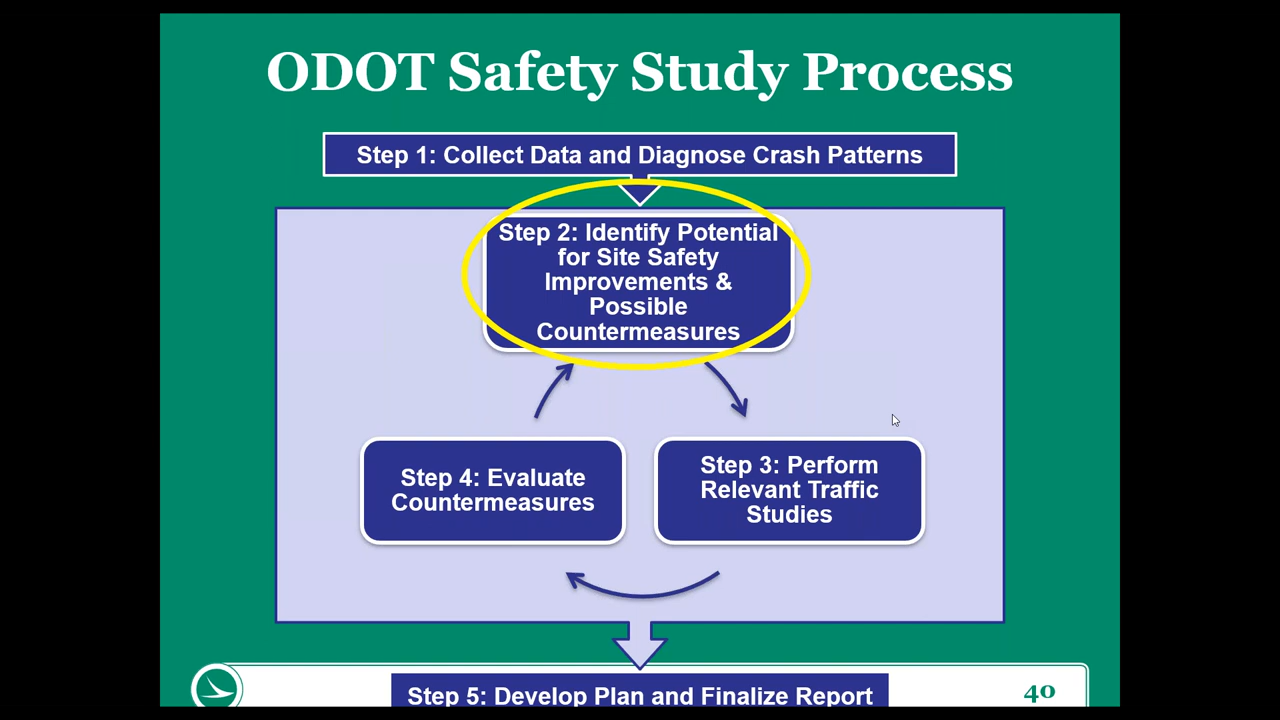 ODOT Safety Study Process
Step 1: Collect Data and Diagnose Crash Patterns
Step 2: Identify Potential
for Site Safety
Improvements &
Possible
Countermeasures
Step 4: Evaluate
Countermeasures
Step 3: Perform
Relevant Traffic
Studies
Step 5: Develop Plan and Finalize Report
40